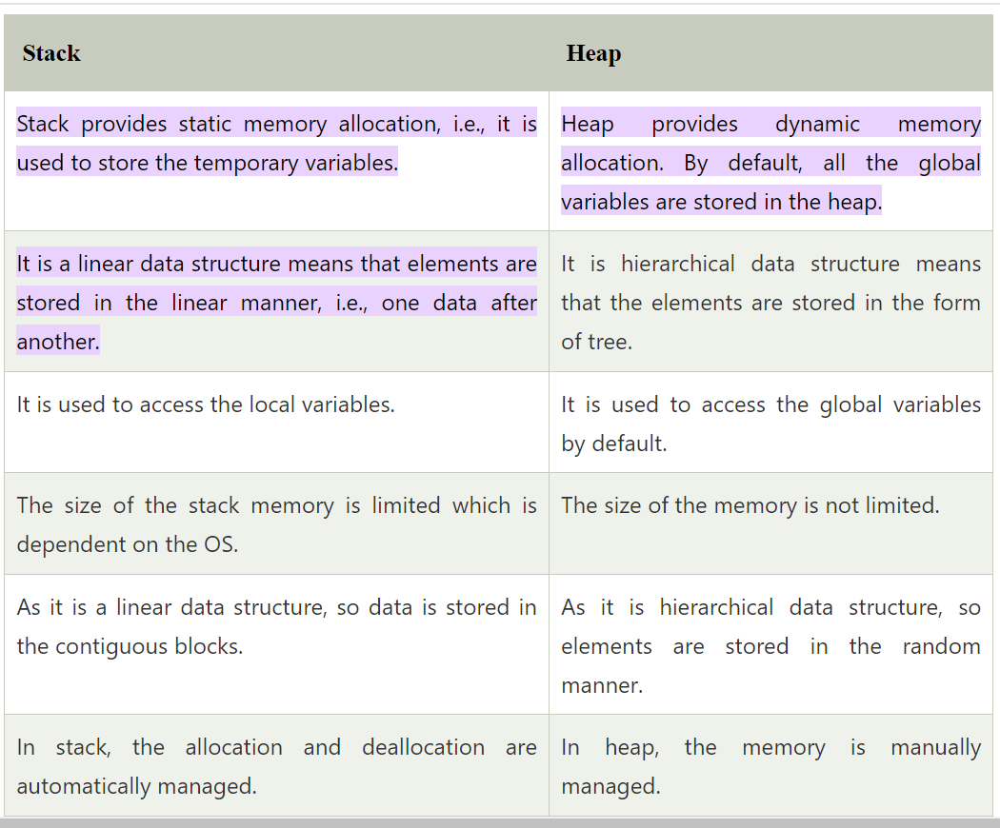 Stack
Heap
Stack provides static memory allocation, i.e., it is
used to store the temporary variables.
Heap provides dynamic memory
allocation. By default, all the global
variables are stored in the heap.
It is a linear data structure means that elements are
stored in the linear manner, i.e., one data after
another.
It is hierarchical data structure means
that the elements are stored in the form
of tree.
It is used to access the local variables.
It is used to access the global variables
by default.
The size of the stack memory is limited which is
dependent on the OS.
The size of the memory is not limited.
As it is a linear data structure, so data is stored in
the contiguous blocks.
As it is hierarchical data structure, so
elements are stored in the random
manner.
In stack, the allocation and deallocation are
automatically managed.
In heap, the memory is manually
managed.